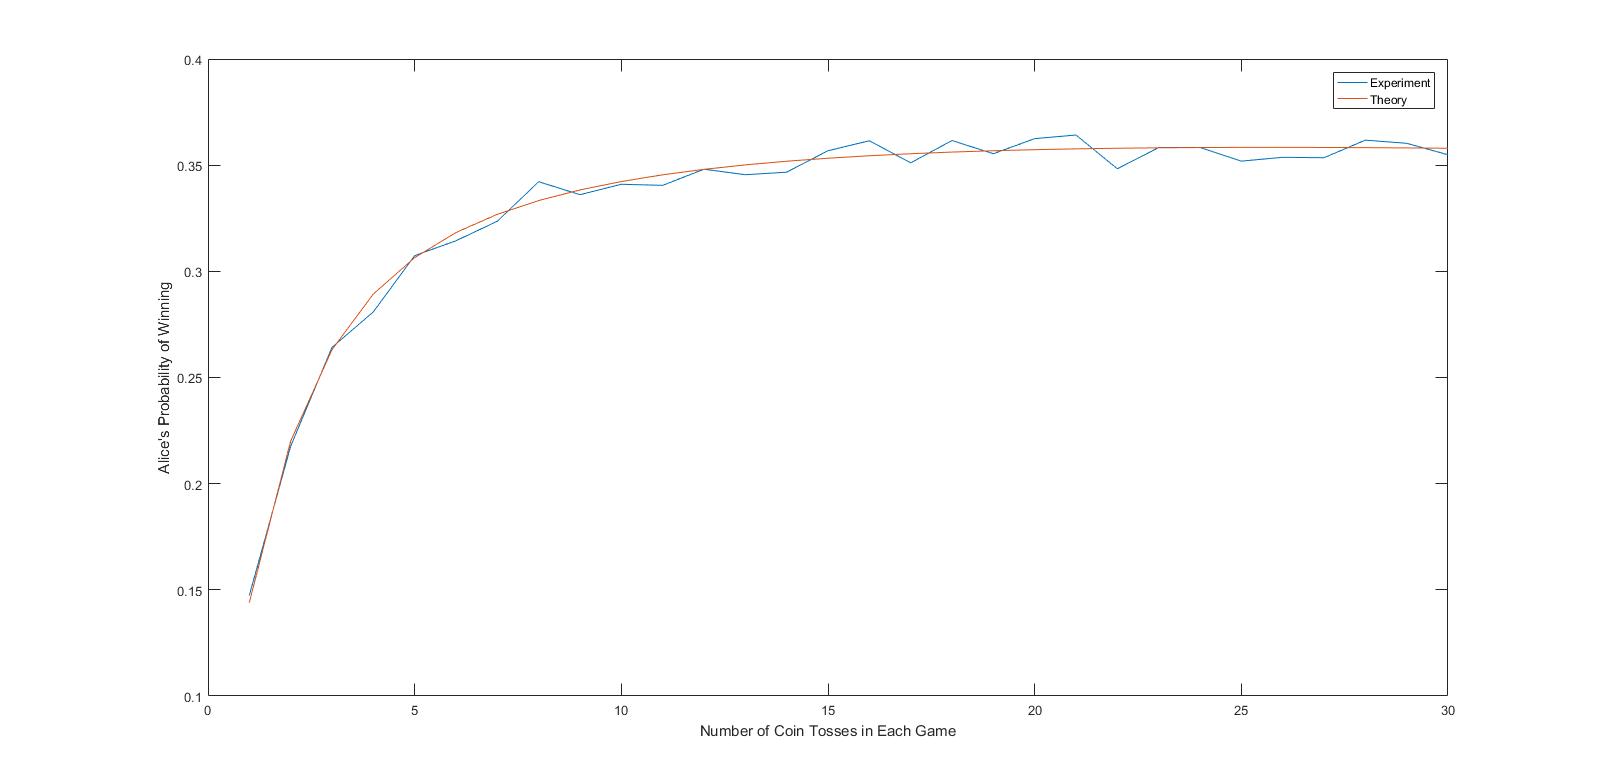 0.4
0.35
0.3
0.25
0.2
0.15
0.1
Alice's Probability of Winning
Experiment
Theory
0 5 10 15 20 25 30
Number of Coin Tosses in Each Game